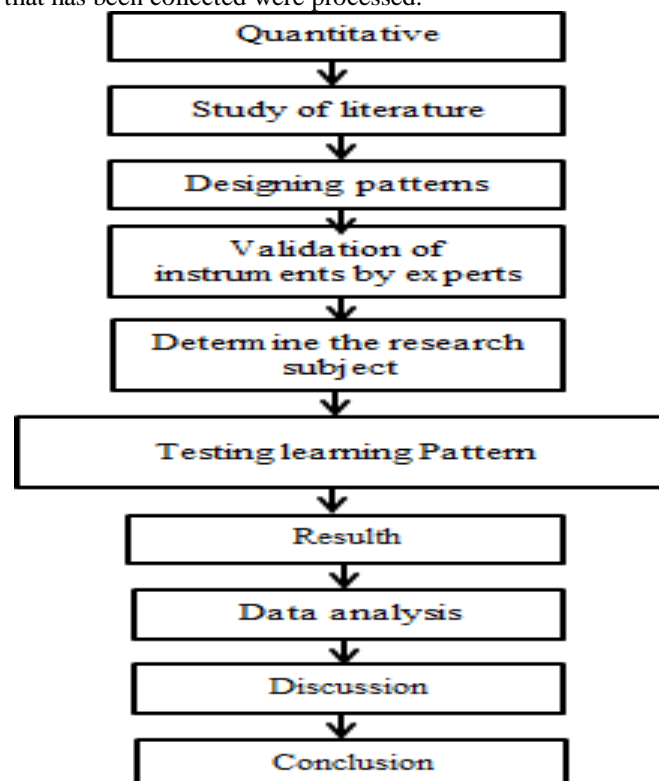 that has been collected were processed.
Quantitative
Study of literature
Designing patterns
Validation of
instruments by experts
Determine the research
subject
Testing learning Pattern
Resulth
Data analysis
Discussion
Conclusion